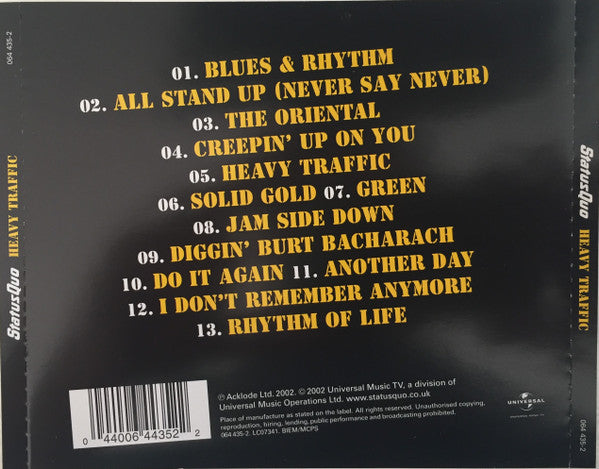 064 435-2
StatusQuo HEAVY TRAFFIC
01. BLUES & RHYTHM
02. ALL STAND UP (NEVER SAY NEVER)
03. THE ORIENTAL
04. CREEPIN' UP ON YOU
05. HEAVY TRAFFIC
06. SOLID GOLD 07. GREEN
08. JAM SIDE DOWN
09. DIGGIN' BURT BACHARACH
10. DO IT AGAIN 11. ANOTHER DAY
12. I DON'T REMEMBER ANYMORE
13. RHYTHM OF LIFE
0 44006 44352 2
℗ Acklode Ltd. 2002. © 2002 Universal Music TV, a division of
Universal Music Operations Ltd. www.statusquo.co.uk
Place of manufacture as stated on the label. All rights reserved. Unauthorised copying,
reproduction, hiring, lending, public performance and broadcasting prohibited.
064 435-2. LC07341. BIEM/MCPS
UNIVERSAL
StatusQuo HEAVY TRAFFIC
064 435-2